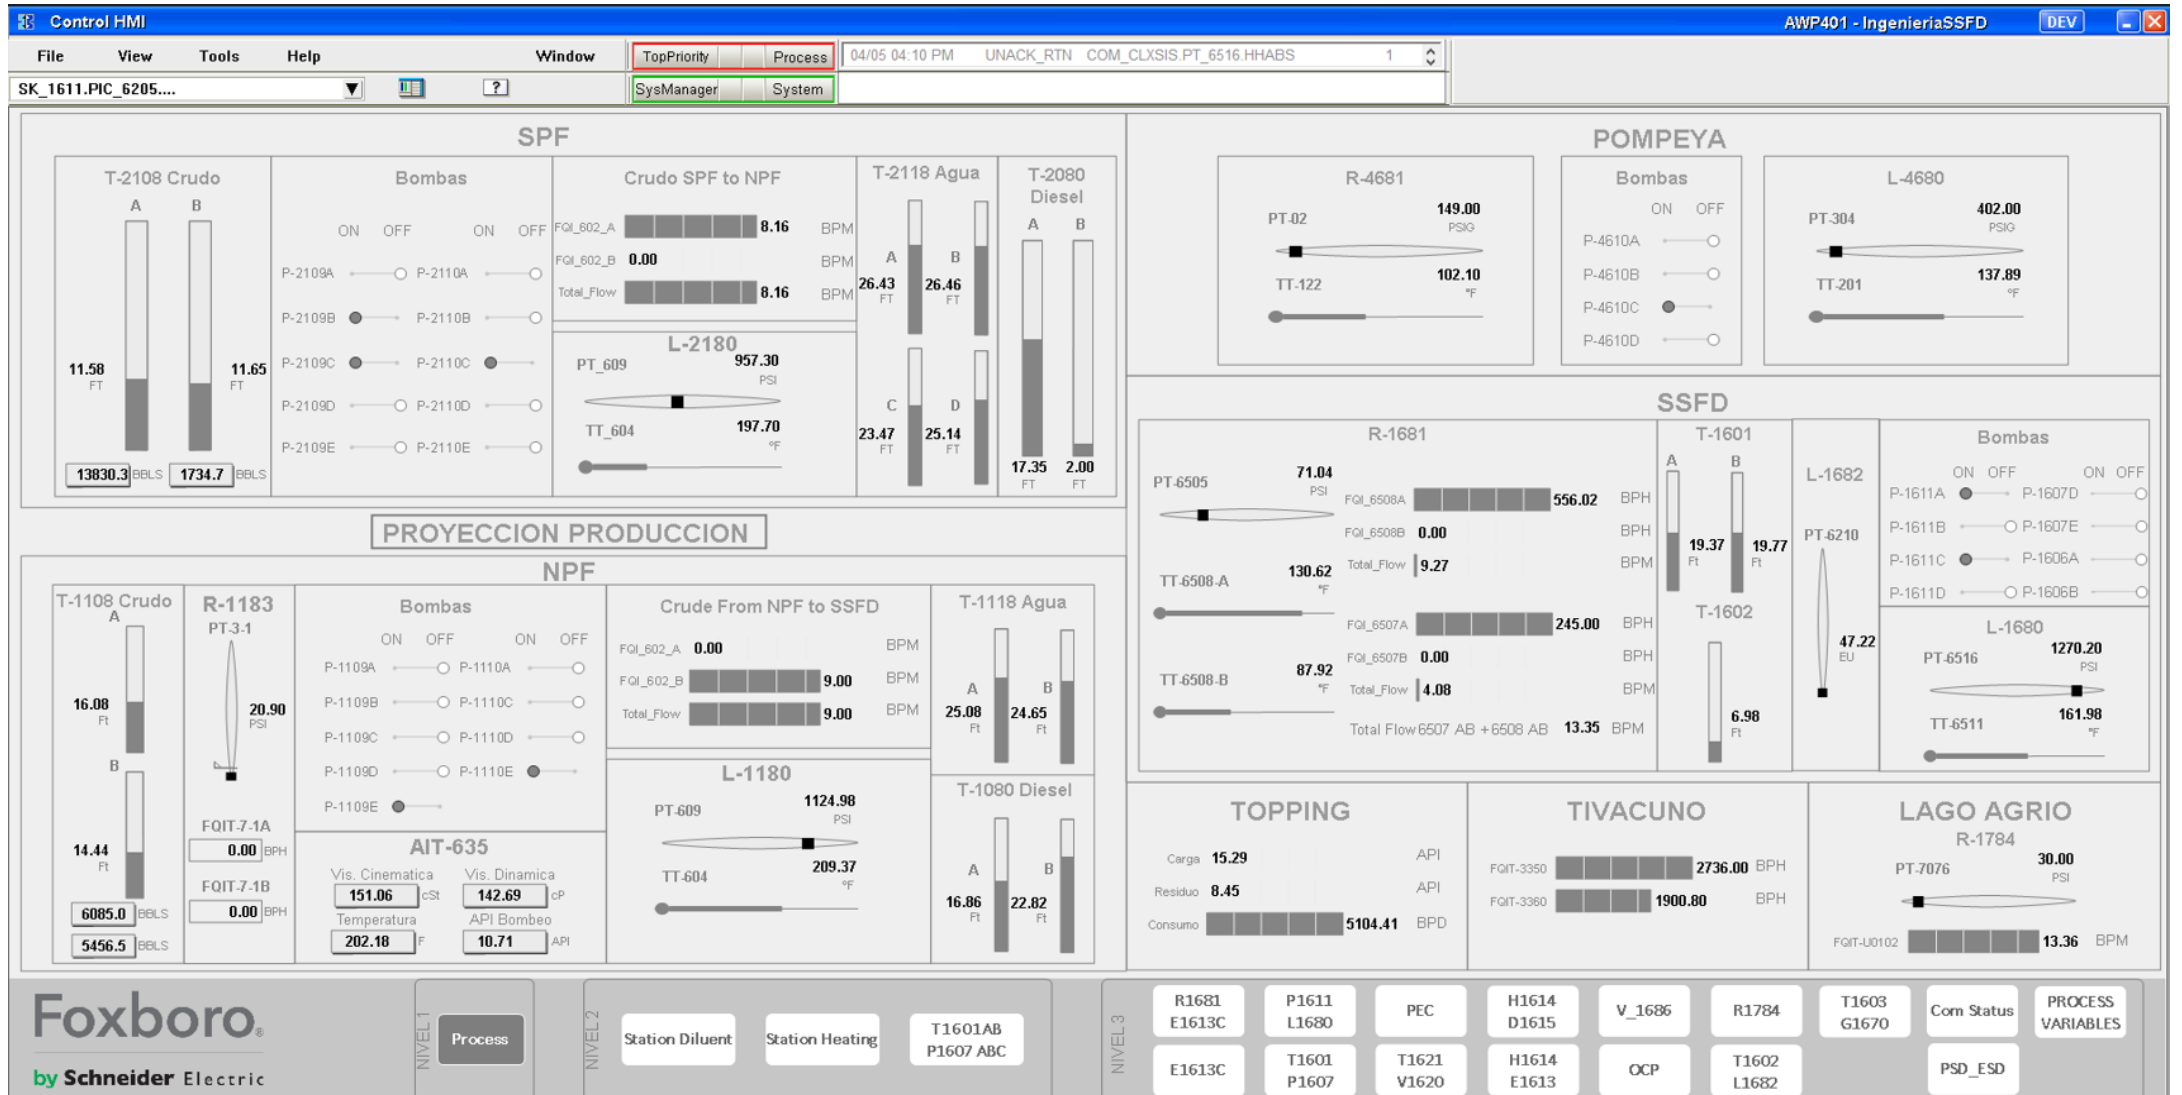 Control HMI
AWP401 - IngenieriaSSFD DEV
File View Tools Help Window
TopPriority Process
04/05 04:10 PM UNACK_RTN COM_CLXSIS.PT_6516.HHABS 1
SK_1611.PIC_6205....
?
SysManager System
SPF
T-2108 Crudo
A B
11.58 FT
11.65 FT
13830.3 BBLS 1734.7 BBLS
Bombas
ON OFF ON OFF
P-2109A P-2110A
P-2109B P-2110B
P-2109C P-2110C
P-2109D P-2110D
P-2109E P-2110E
Crudo SPF to NPF
FQI_602_A 8.16 BPM
FQI_602_B 0.00 BPM
Total_Flow 8.16 BPM
L-2180
PT_609 957.30 PSI
TT_604 197.70 °F
T-2118 Agua
A 26.43 FT
B 26.46 FT
C 23.47 FT
D 25.14 FT
T-2080
Diesel
A B
17.35 FT 2.00 FT
PROYECCION PRODUCCION
NPF
T-1108 Crudo
A
16.08 Ft
B
14.44 Ft
6085.0 BBLS
5456.5 BBLS
R-1183
PT-3-1
20.90 PSI
FQIT-7-1A
0.00 BPH
FQIT-7-1B
0.00 BPH
Bombas
ON OFF ON OFF
P-1109A P-1110A
P-1109B P-1110C
P-1109C P-1110D
P-1109D P-1110E
P-1109E
AIT-635
Vis. Cinematica Vis. Dinamica
151.06 cSt 142.69 cP
Temperatura API Bombeo
202.18 F 10.71 API
Crude From NPF to SSFD
FQI_602_A 0.00 BPM
FQI_602_B 9.00 BPM
Total_Flow 9.00 BPM
L-1180
PT-609 1124.98 PSI
TT-604 209.37 °F
T-1118 Agua
A 25.08 Ft
B 24.65 Ft
T-1080 Diesel
A 16.86 Ft
B 22.82 Ft
POMPEYA
R-4681
PT-02 149.00 PSIG
TT-122 102.10 °F
Bombas
ON OFF
P-4610A
P-4610B
P-4610C
P-4610D
L-4680
PT-304 402.00 PSIG
TT-201 137.89 °F
SSFD
R-1681
PT-6505 71.04 PSI
TT-6508-A 130.62 °F
TT-6508-B 87.92 °F
FQI_6508A 556.02 BPH
FQI_6508B 0.00 BPH
Total_Flow 9.27 BPM
FQI_6507A 245.00 BPH
FQI_6507B 0.00 BPH
Total_Flow 4.08 BPM
Total Flow 6507 AB + 6508 AB 13.35 BPM
T-1601
A B
19.37 Ft 19.77 Ft
T-1602
6.98 Ft
L-1682
PT-6210
47.22 EU
Bombas
ON OFF ON OFF
P-1611A P-1607D
P-1611B P-1607E
P-1611C P-1606A
P-1611D P-1606B
L-1680
PT-6516 1270.20 PSI
TT-6511 161.98 °F
TOPPING
Carga 15.29 API
Residuo 8.45 API
Consumo 5104.41 BPD
TIVACUNO
FQIT-3350 2736.00 BPH
FQIT-3360 1900.80 BPH
LAGO AGRIO
R-1784
PT-7076 30.00 PSI
FQIT-U0102 13.36 BPM
Foxboro®
by Schneider Electric
NIVEL 1
Process
NIVEL 2
Station Diluent
Station Heating
T1601AB
P1607 ABC
NIVEL 3
R1681
E1613C
P1611
L1680
PEC
H1614
D1615
V_1686
R1784
T1603
G1670
Com Status
PROCESS
VARIABLES
E1613C
T1601
P1607
T1621
V1620
H1614
E1613
OCP
T1602
L1682
PSD_ESD